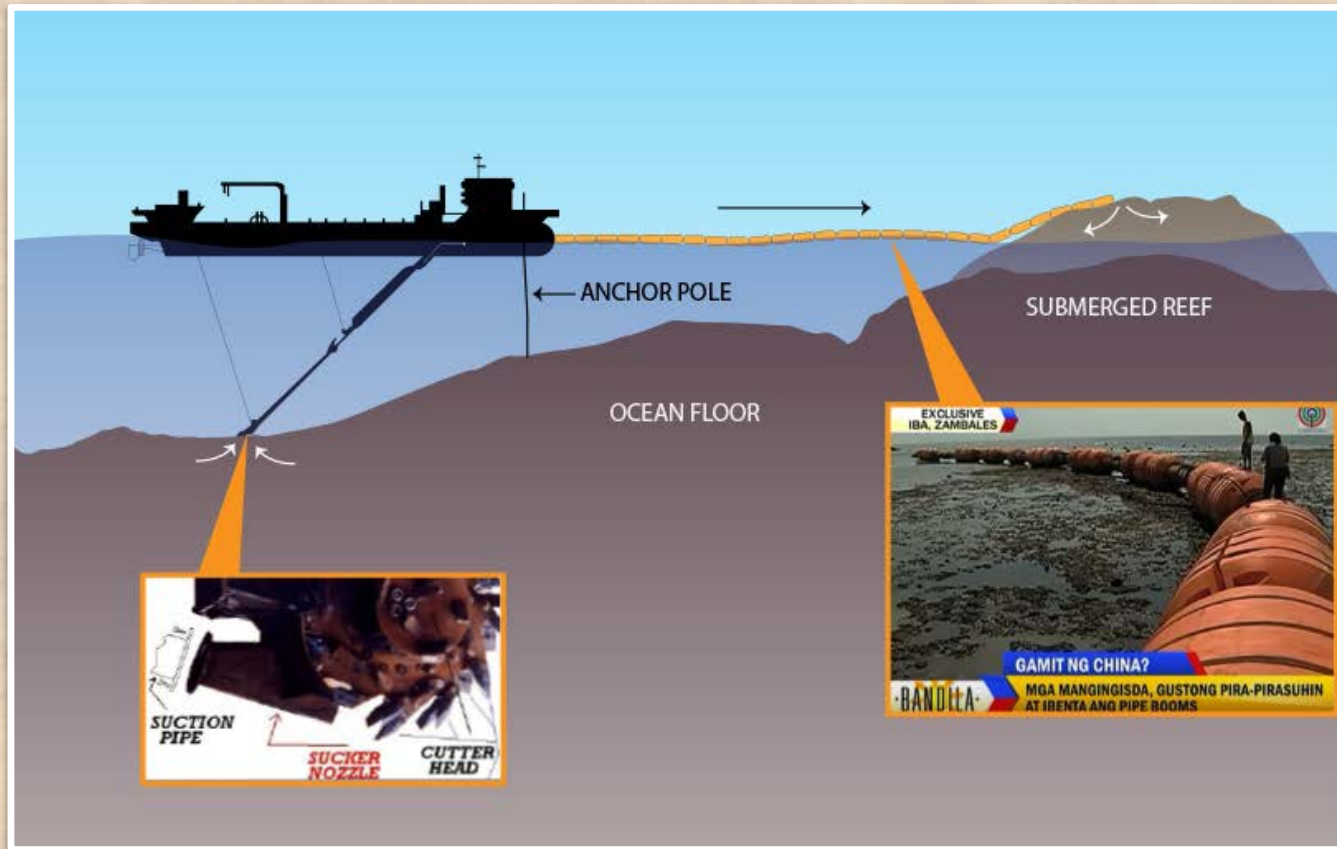 ANCHOR POLE
SUBMERGED REEF
OCEAN FLOOR
EXCLUSIVE
IBA, ZAMBALES
GAMIT NG CHINA?
BANDILA
MGA MANGINGISDA, GUSTONG PIRA-PIRASUHIN
AT IBENTA ANG PIPE BOOMS
SUCTION
PIPE
SUCKER
NOZZLE
CUTTER
HEAD